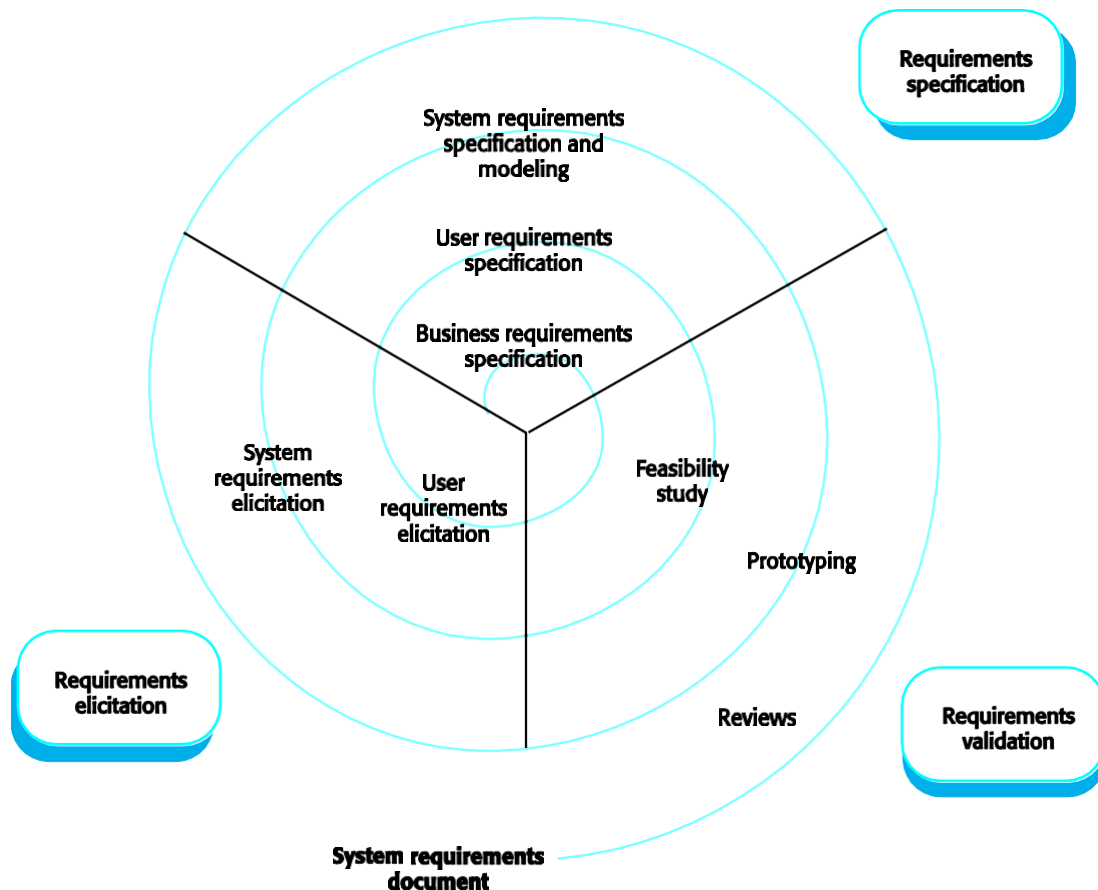 Requirements
specification
System requirements
specification and
modeling
User requirements
specification
Business requirements
specification
System
requirements
elicitation
User
requirements
elicitation
Feasibility
study
Prototyping
Requirements
elicitation
Reviews
Requirements
validation
System requirements
document